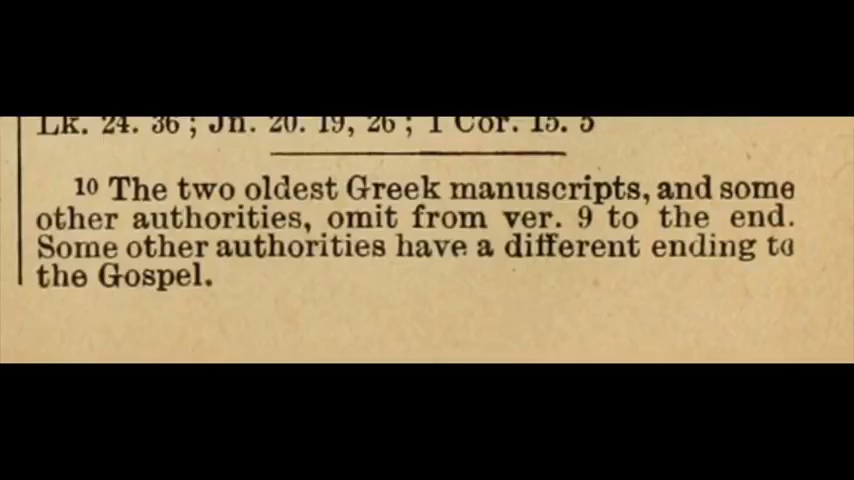 Lk. 24. 36 ; Jn. 20. 19, 26 ; 1 Cor. 15. 5
10 The two oldest Greek manuscripts, and some
other authorities, omit from ver. 9 to the end.
Some other authorities have a different ending to
the Gospel.